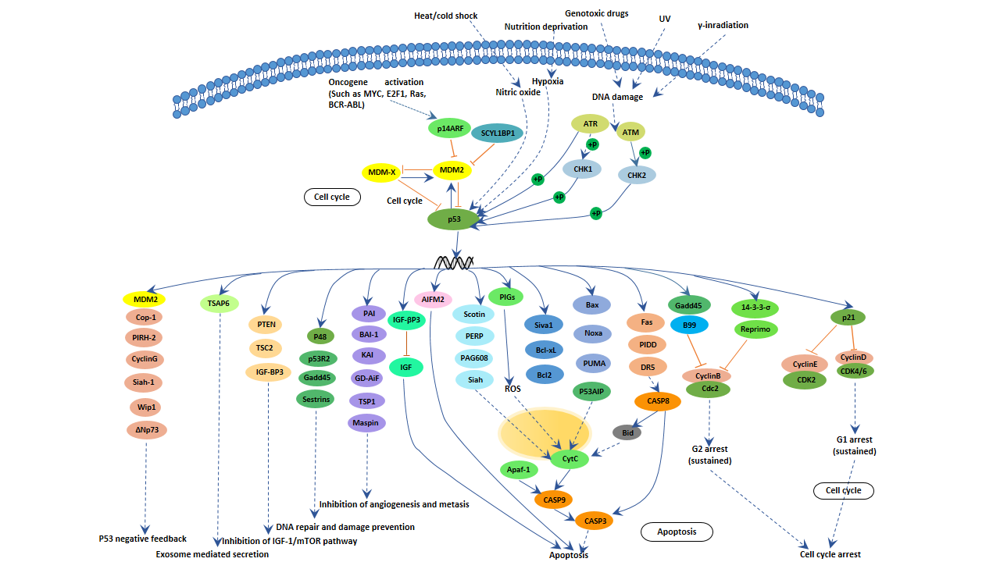 Heat/cold shock
Nutrition deprivation
Genotoxic drugs
UV
γ-inradiation
Oncogene activation
(Such as MYC, E2F1, Ras,
BCR-ABL)
Nitric oxide
Hypoxia
DNA damage
p14ARF
SCYL1BP1
ATR
ATM
+P
+P
MDM-X
MDM2
CHK1
CHK2
+P
+P
+P
Cell cycle
Cell cycle
p53
MDM2
Cop-1
PIRH-2
CyclinG
Siah-1
Wip1
ΔNp73
P53 negative feedback
TSAP6
Exosome mediated secretion
PTEN
TSC2
IGF-BP3
Inhibition of IGF-1/mTOR pathway
P48
p53R2
Gadd45
Sestrins
DNA repair and damage prevention
PAI
BAI-1
KAI
GD-AiF
TSP1
Maspin
Inhibition of angiogenesis and metasis
IGF-βP3
IGF
AIFM2
Scotin
PERP
PAG608
Siah
PIGs
ROS
Siva1
Bcl-xL
Bcl2
Bax
Noxa
PUMA
P53AIP
Fas
PIDD
DR5
CASP8
Bid
CytC
Apaf-1
CASP9
CASP3
Apoptosis
Apoptosis
Gadd45
B99
14-3-3-σ
Reprimo
CyclinB
Cdc2
G2 arrest
(sustained)
p21
CyclinE
CDK2
CyclinD
CDK4/6
G1 arrest
(sustained)
Cell cycle
Cell cycle arrest